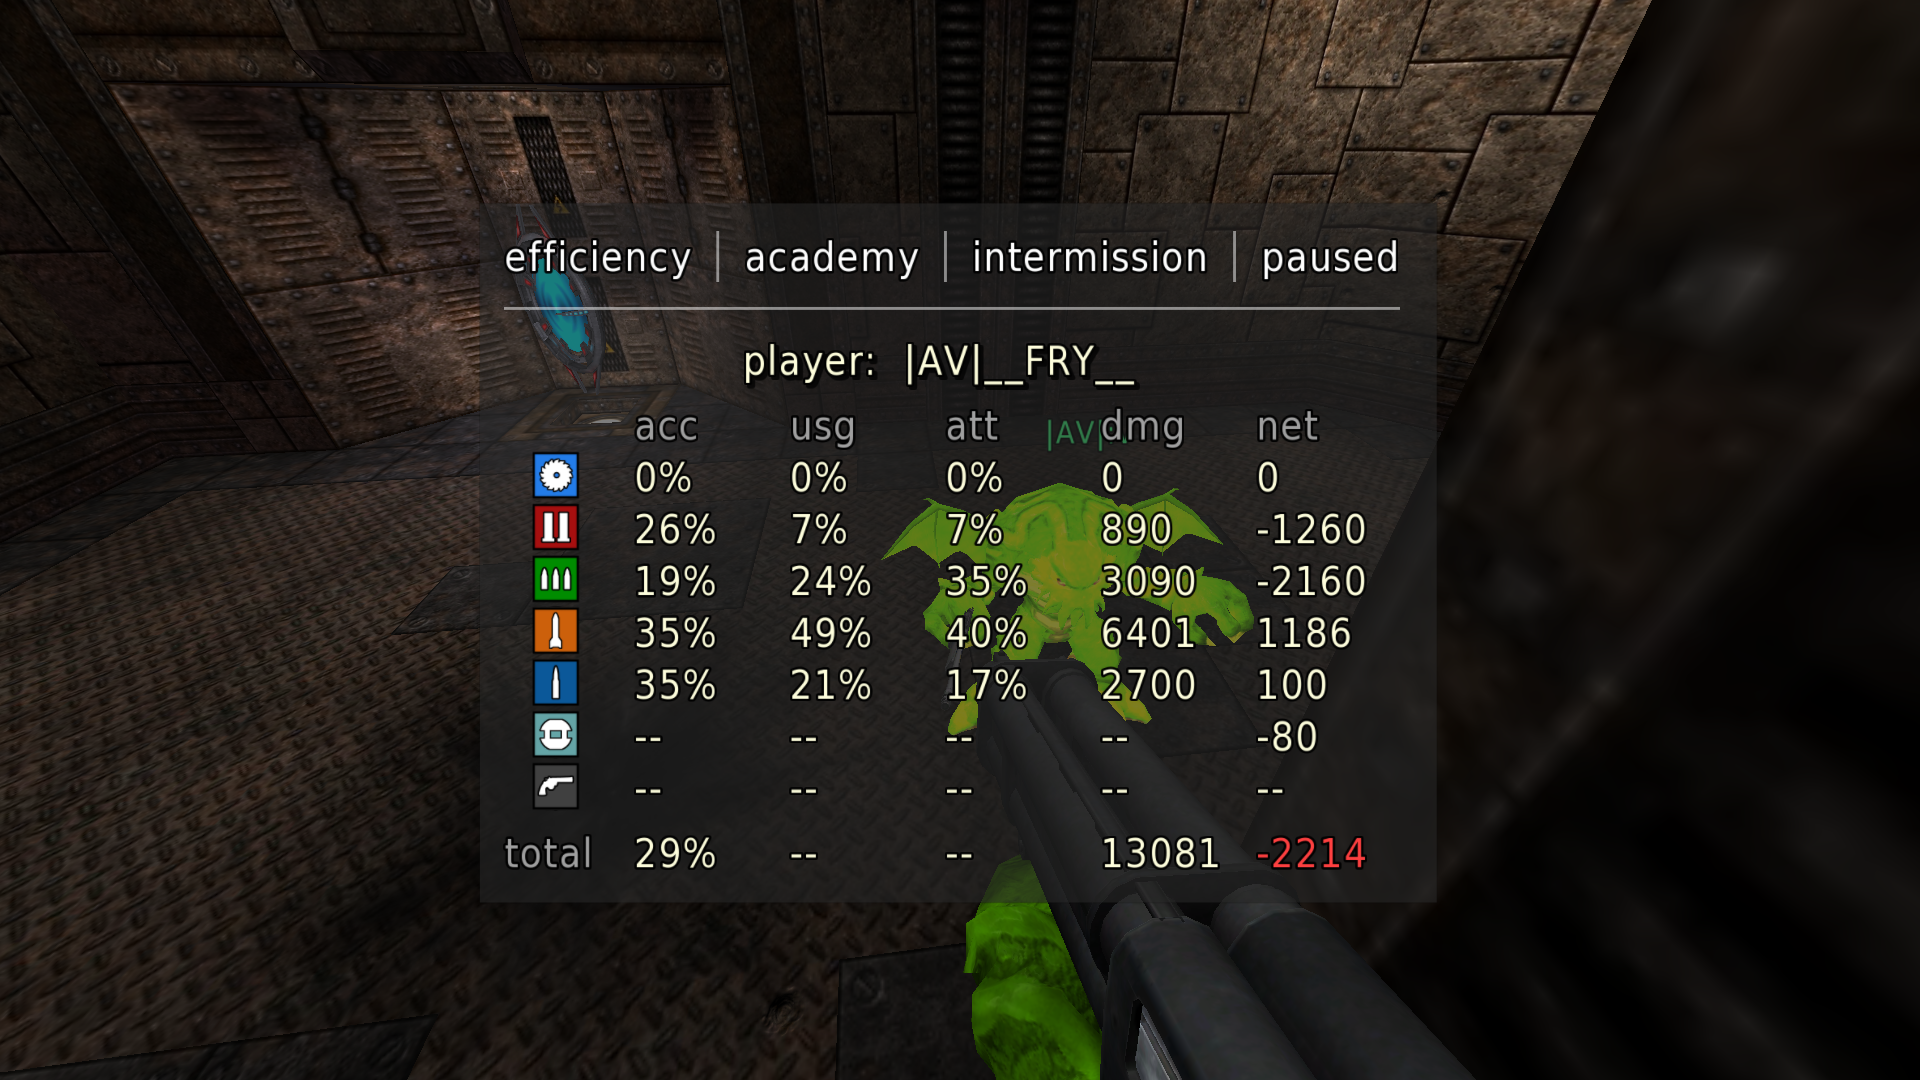 efficiency | academy | intermission | paused
player: |AV|__FRY__
acc usg att dmg net
|AV|
0% 0% 0% 0 0
26% 7% 7% 890 -1260
19% 24% 35% 3090 -2160
35% 49% 40% 6401 1186
35% 21% 17% 2700 100
-- -- -- -- -80
-- -- -- -- --
total 29% -- -- 13081 -2214